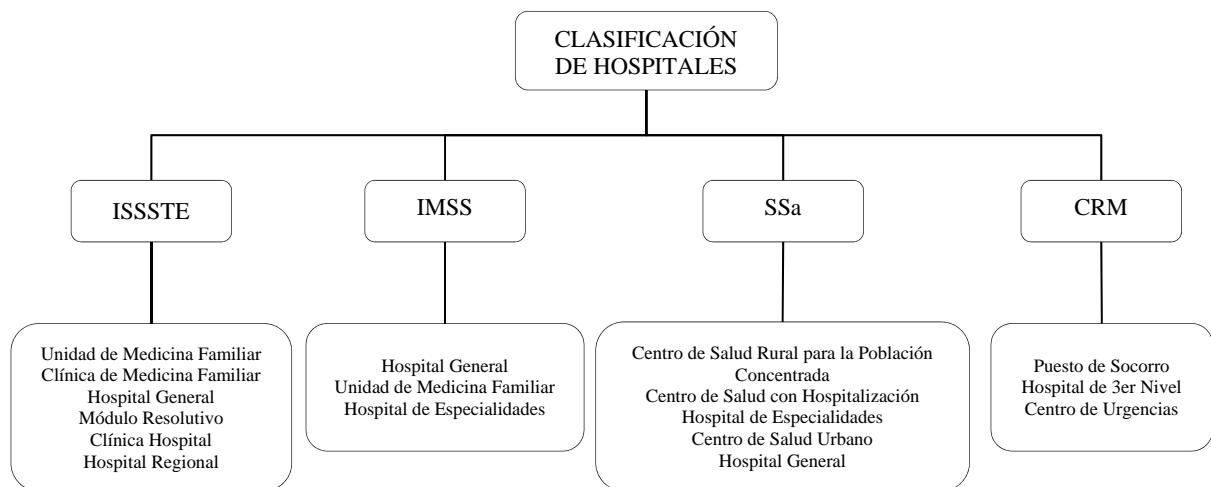 CLASIFICACIÓN
DE HOSPITALES
ISSSTE
IMSS
SSa
CRM
Unidad de Medicina Familiar
Clínica de Medicina Familiar
Hospital General
Módulo Resolutivo
Clínica Hospital
Hospital Regional
Hospital General
Unidad de Medicina Familiar
Hospital de Especialidades
Centro de Salud Rural para la Población
Concentrada
Centro de Salud con Hospitalización
Hospital de Especialidades
Centro de Salud Urbano
Hospital General
Puesto de Socorro
Hospital de 3er Nivel
Centro de Urgencias